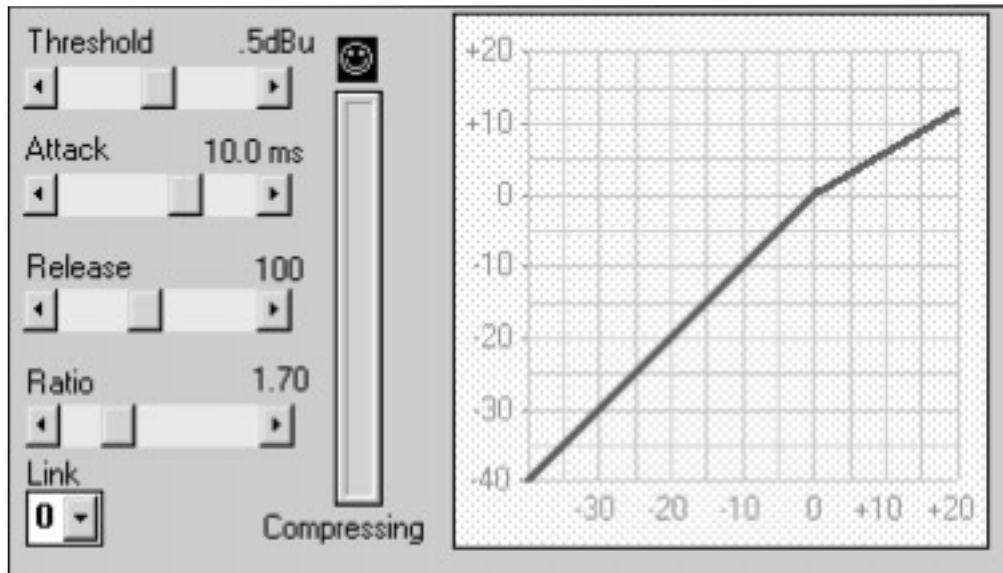 Threshold .5dBu
Attack 10.0 ms
Release 100
Ratio 1.70
Link
0
Compressing
+20
+10
0
-10
-20
-30
-40
-30 -20 -10 0 +10 +20